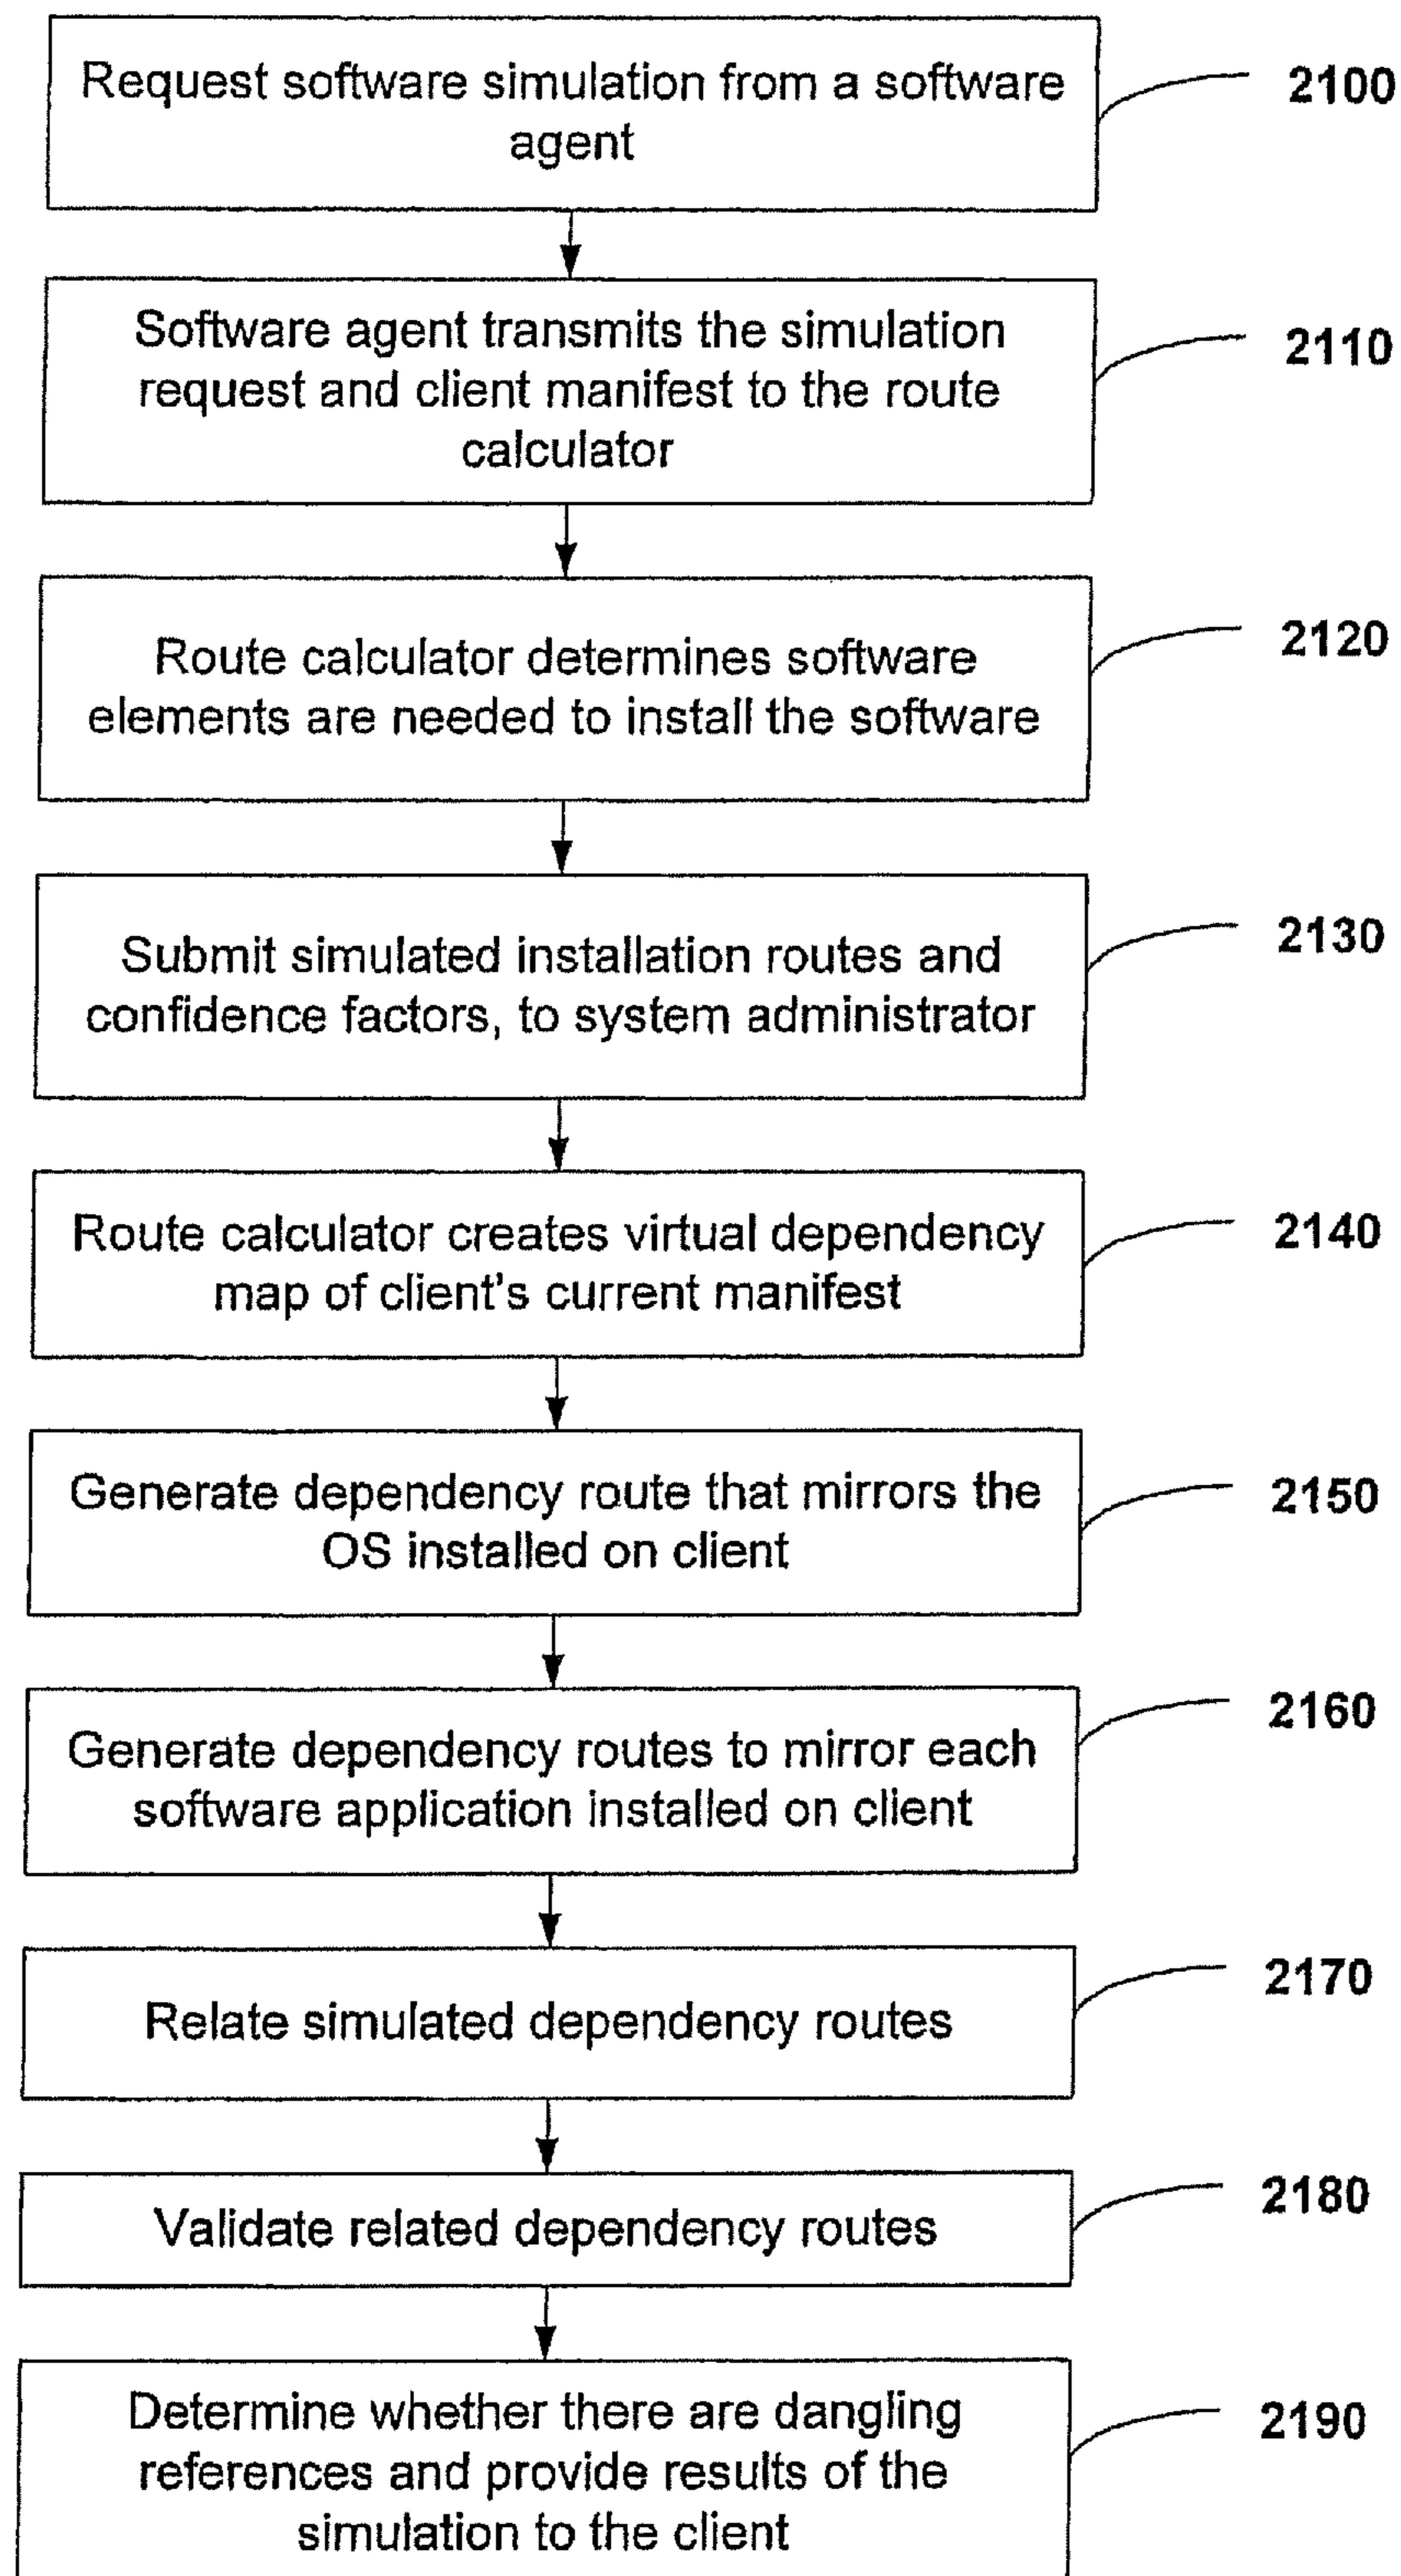 Request software simulation from a software
agent
2100
Software agent transmits the simulation
request and client manifest to the route
calculator
2110
Route calculator determines software
elements are needed to install the software
2120
Submit simulated installation routes and
confidence factors, to system administrator
2130
Route calculator creates virtual dependency
map of client's current manifest
2140
Generate dependency route that mirrors the
OS installed on client
2150
Generate dependency routes to mirror each
software application installed on client
2160
Relate simulated dependency routes
2170
Validate related dependency routes
2180
Determine whether there are dangling
references and provide results of the
simulation to the client
2190